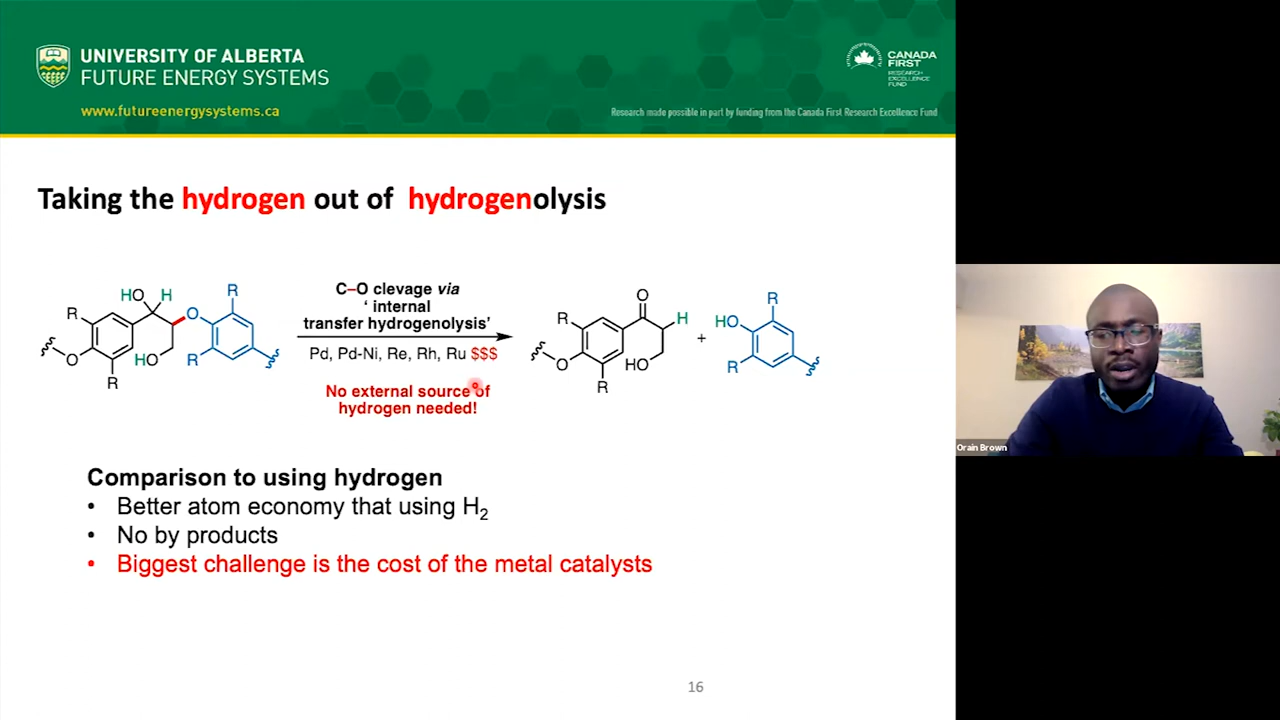 UNIVERSITY OF ALBERTA
FUTURE ENERGY SYSTEMS
www.futureenergysystems.ca
CANADA
FIRST
RESEARCH
EXCELLENCE
FUND
Research made possible in part by funding from the Canada First Research Excellence Fund
Taking the hydrogen out of hydrogenolysis
HO H
R O R
O HO R
R
C–O clevage via
‘ internal
transfer hydrogenolysis’
Pd, Pd-Ni, Re, Rh, Ru $$$
No external source of
hydrogen needed!
O
R H
O HO
R
+
R
HO
R
Comparison to using hydrogen
• Better atom economy that using H₂
• No by products
• Biggest challenge is the cost of the metal catalysts
16
Orain Brown